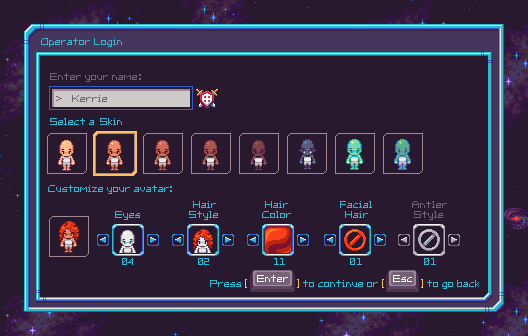 Operator Login
Enter your name:
> Kerrie
Select a Skin
Customize your avatar:
Eyes
Hair Style
Hair Color
Facial Hair
Antler Style
04
02
11
01
01
Press [ Enter ] to continue or [ Esc ] to go back